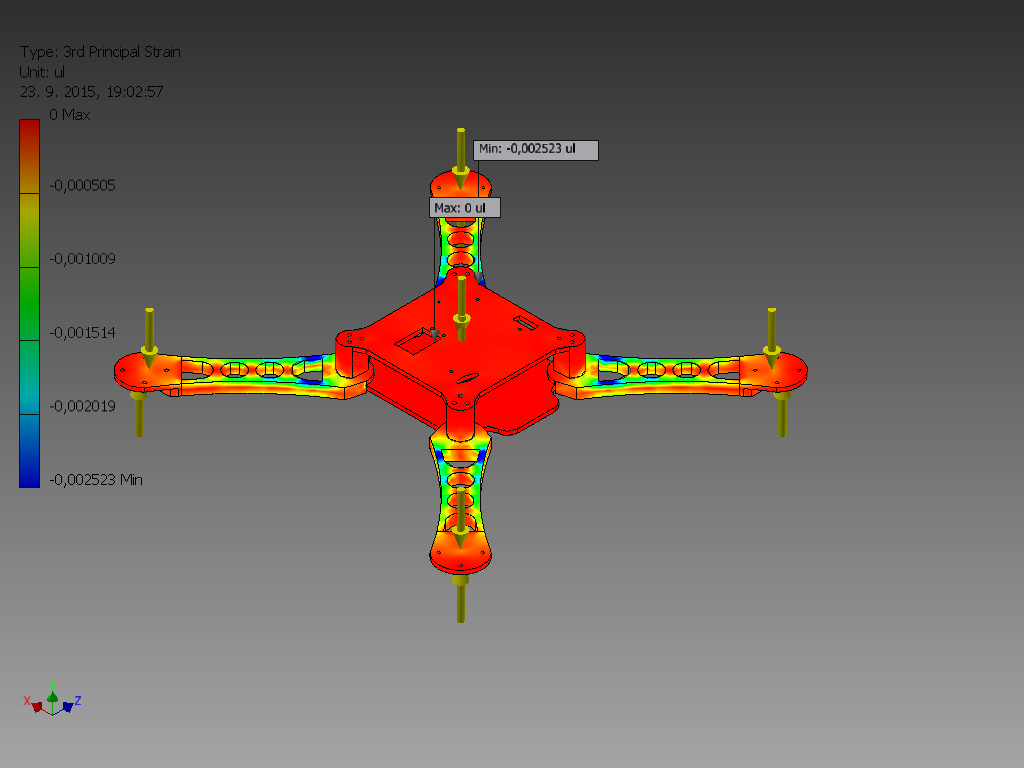 Type: 3rd Principal Strain
Unit: ul
23. 9. 2015, 19:02:57
0 Max
-0,000505
-0,001009
-0,001514
-0,002019
-0,002523 Min
Min: -0,002523 ul
Max: 0 ul
Y
X
Z